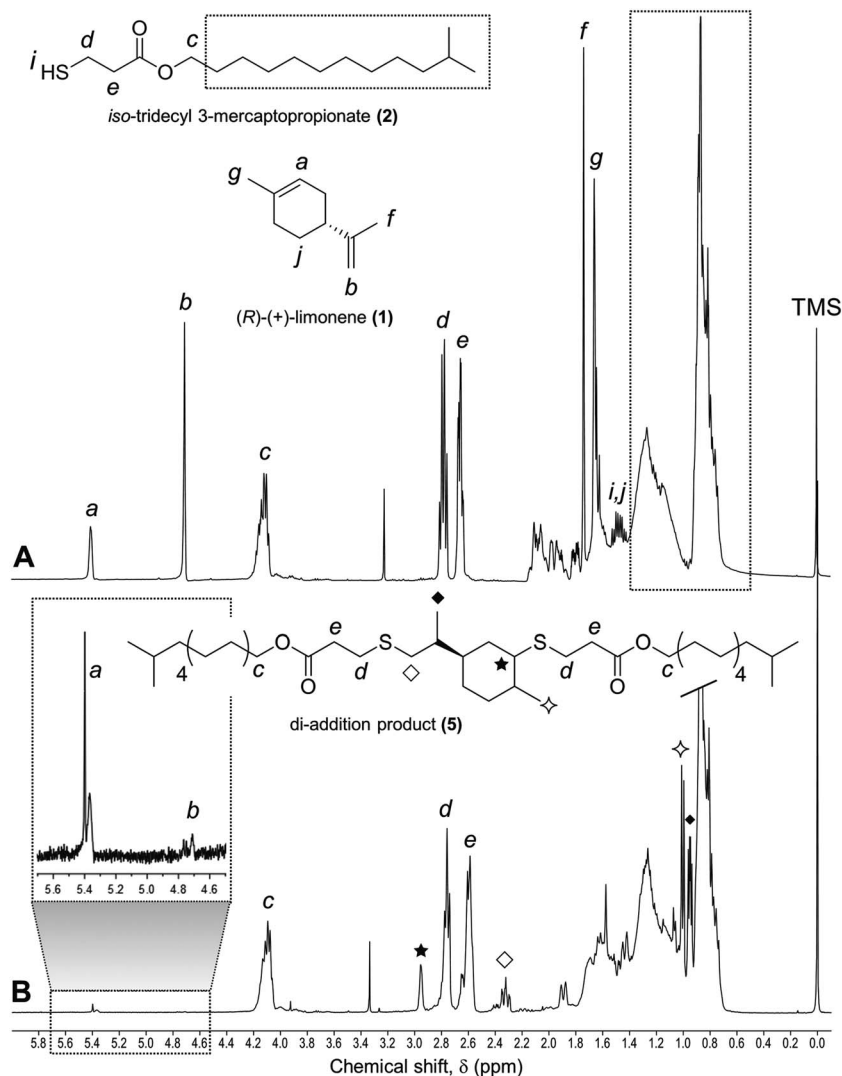 d
O
c
f
i
HS
e
O
iso-tridecyl 3-mercaptopropionate (2)
g
a
g
f
j
b
b
(R)-(+)-limonene (1)
d
e
TMS
c
i,j
a
A
O
e
S
S
e
O
4
c
O
d
d
O
c
4
a
di-addition product (5)
b
d
e
c
5.6 5.4 5.2 5.0 4.8 4.6
B
5.8 5.6 5.4 5.2 5.0 4.8 4.6 4.4 4.2 4.0 3.8 3.6 3.4 3.2 3.0 2.8 2.6 2.4 2.2 2.0 1.8 1.6 1.4 1.2 1.0 0.8 0.6 0.4 0.2 0.0
Chemical shift, δ (ppm)